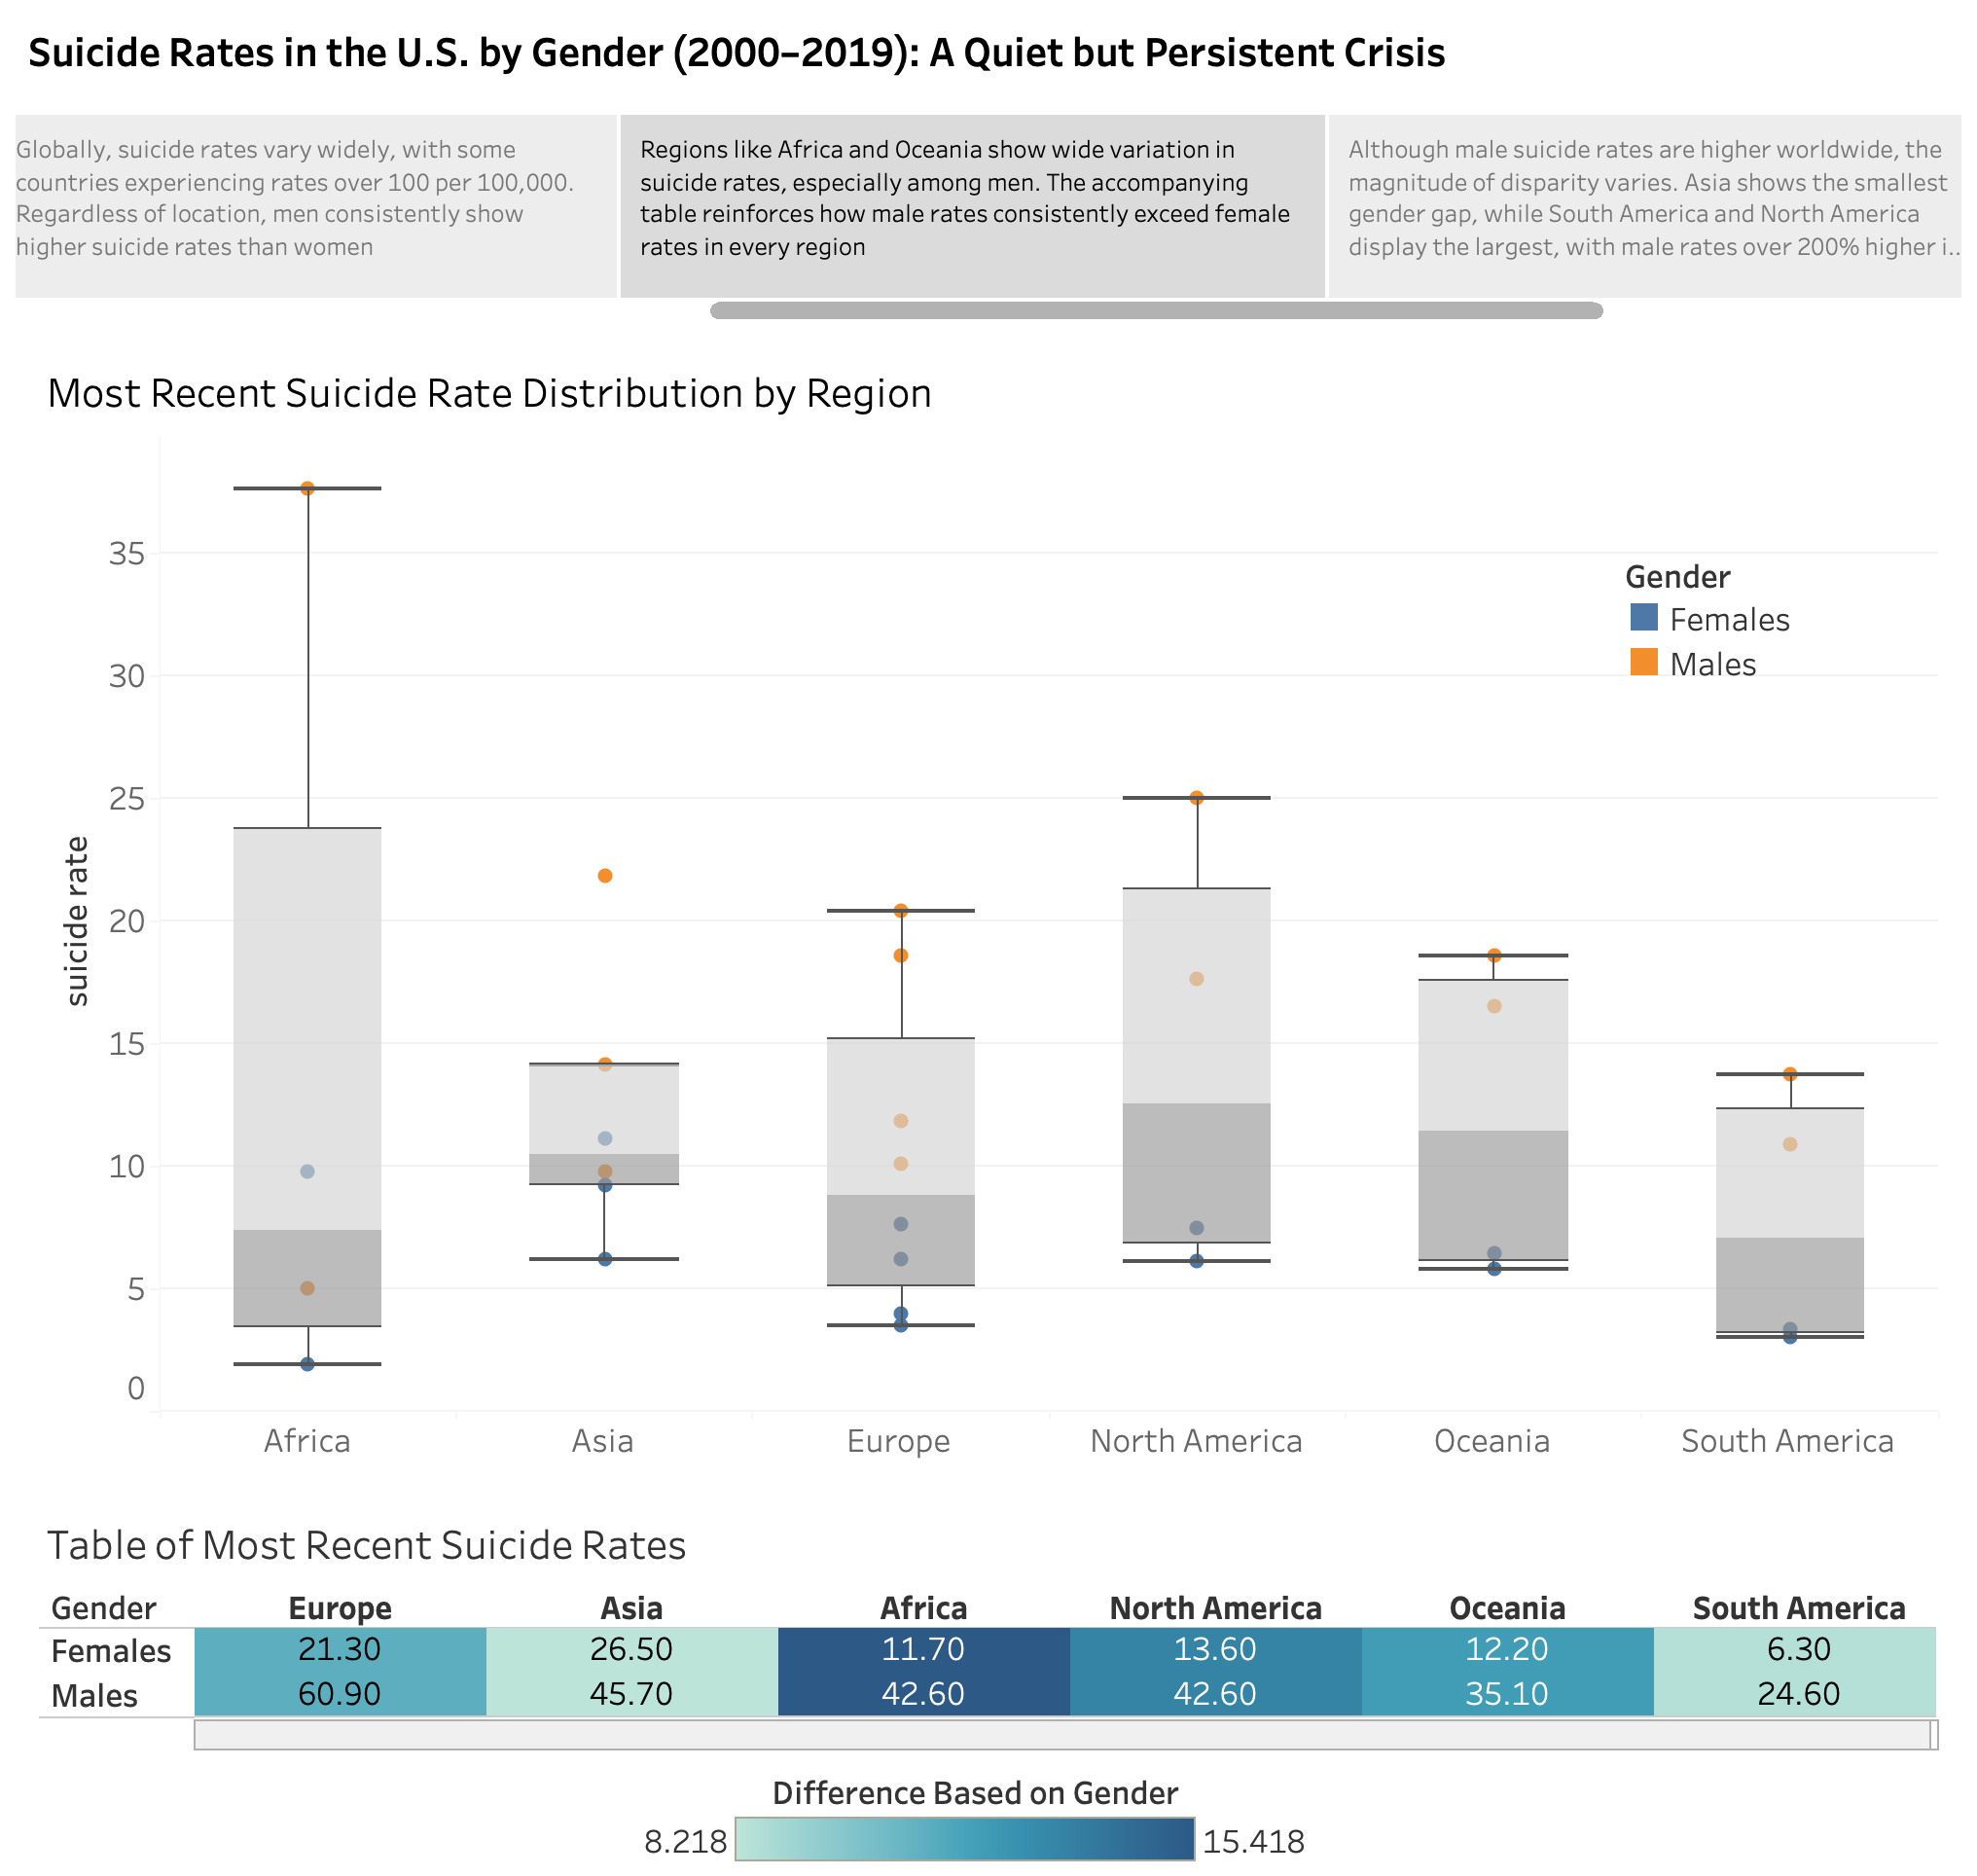 Suicide Rates in the U.S. by Gender (2000–2019): A Quiet but Persistent Crisis
Globally, suicide rates vary widely, with some
countries experiencing rates over 100 per 100,000.
Regardless of location, men consistently show
higher suicide rates than women
Regions like Africa and Oceania show wide variation in
suicide rates, especially among men. The accompanying
table reinforces how male rates consistently exceed female
rates in every region
Although male suicide rates are higher worldwide, the
magnitude of disparity varies. Asia shows the smallest
gender gap, while South America and North America
display the largest, with male rates over 200% higher i..
Most Recent Suicide Rate Distribution by Region
35
30
25
20
15
10
5
0
suicide rate
Gender
Females
Males
Africa Asia Europe North America Oceania South America
Table of Most Recent Suicide Rates
Gender Europe Asia Africa North America Oceania South America
Females 21.30 26.50 11.70 13.60 12.20 6.30
Males 60.90 45.70 42.60 42.60 35.10 24.60
Difference Based on Gender
8.218 15.418